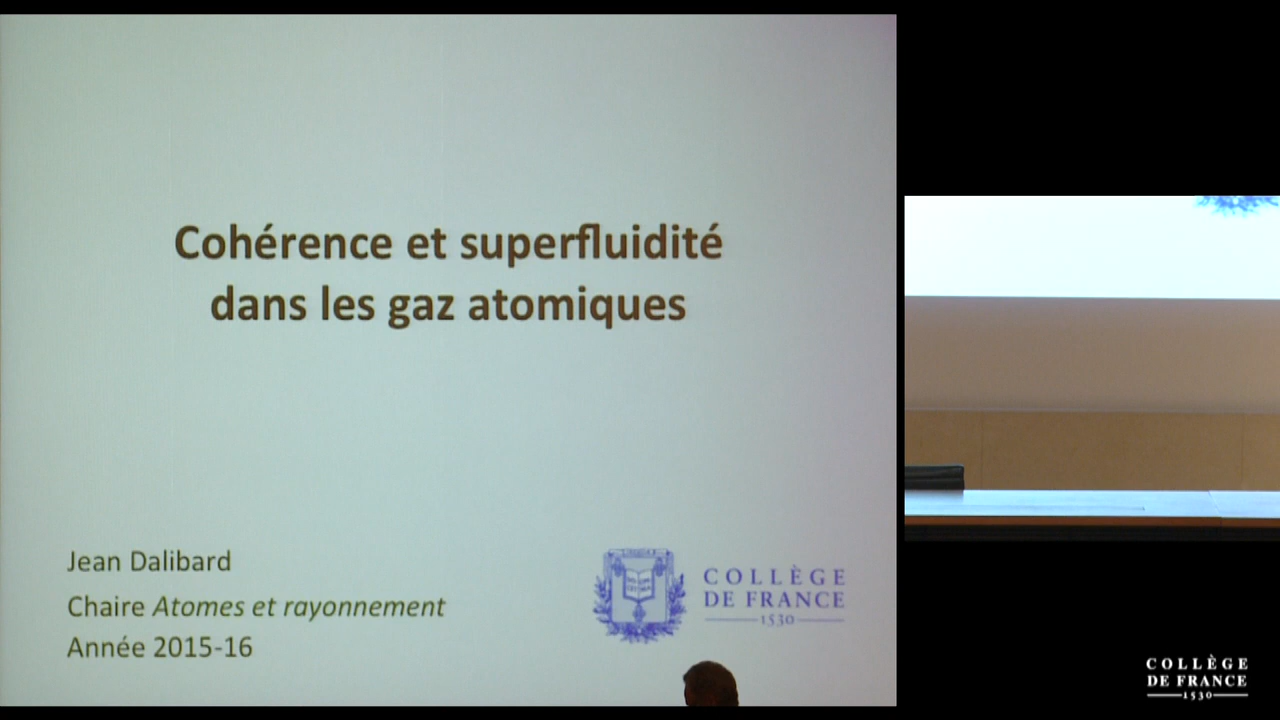 Cohérence et superfluidité
dans les gaz atomiques
Jean Dalibard
Chaire Atomes et rayonnement
Année 2015-16
COLLÈGE
DE FRANCE
1530
COLLÈGE
DE FRANCE
1530